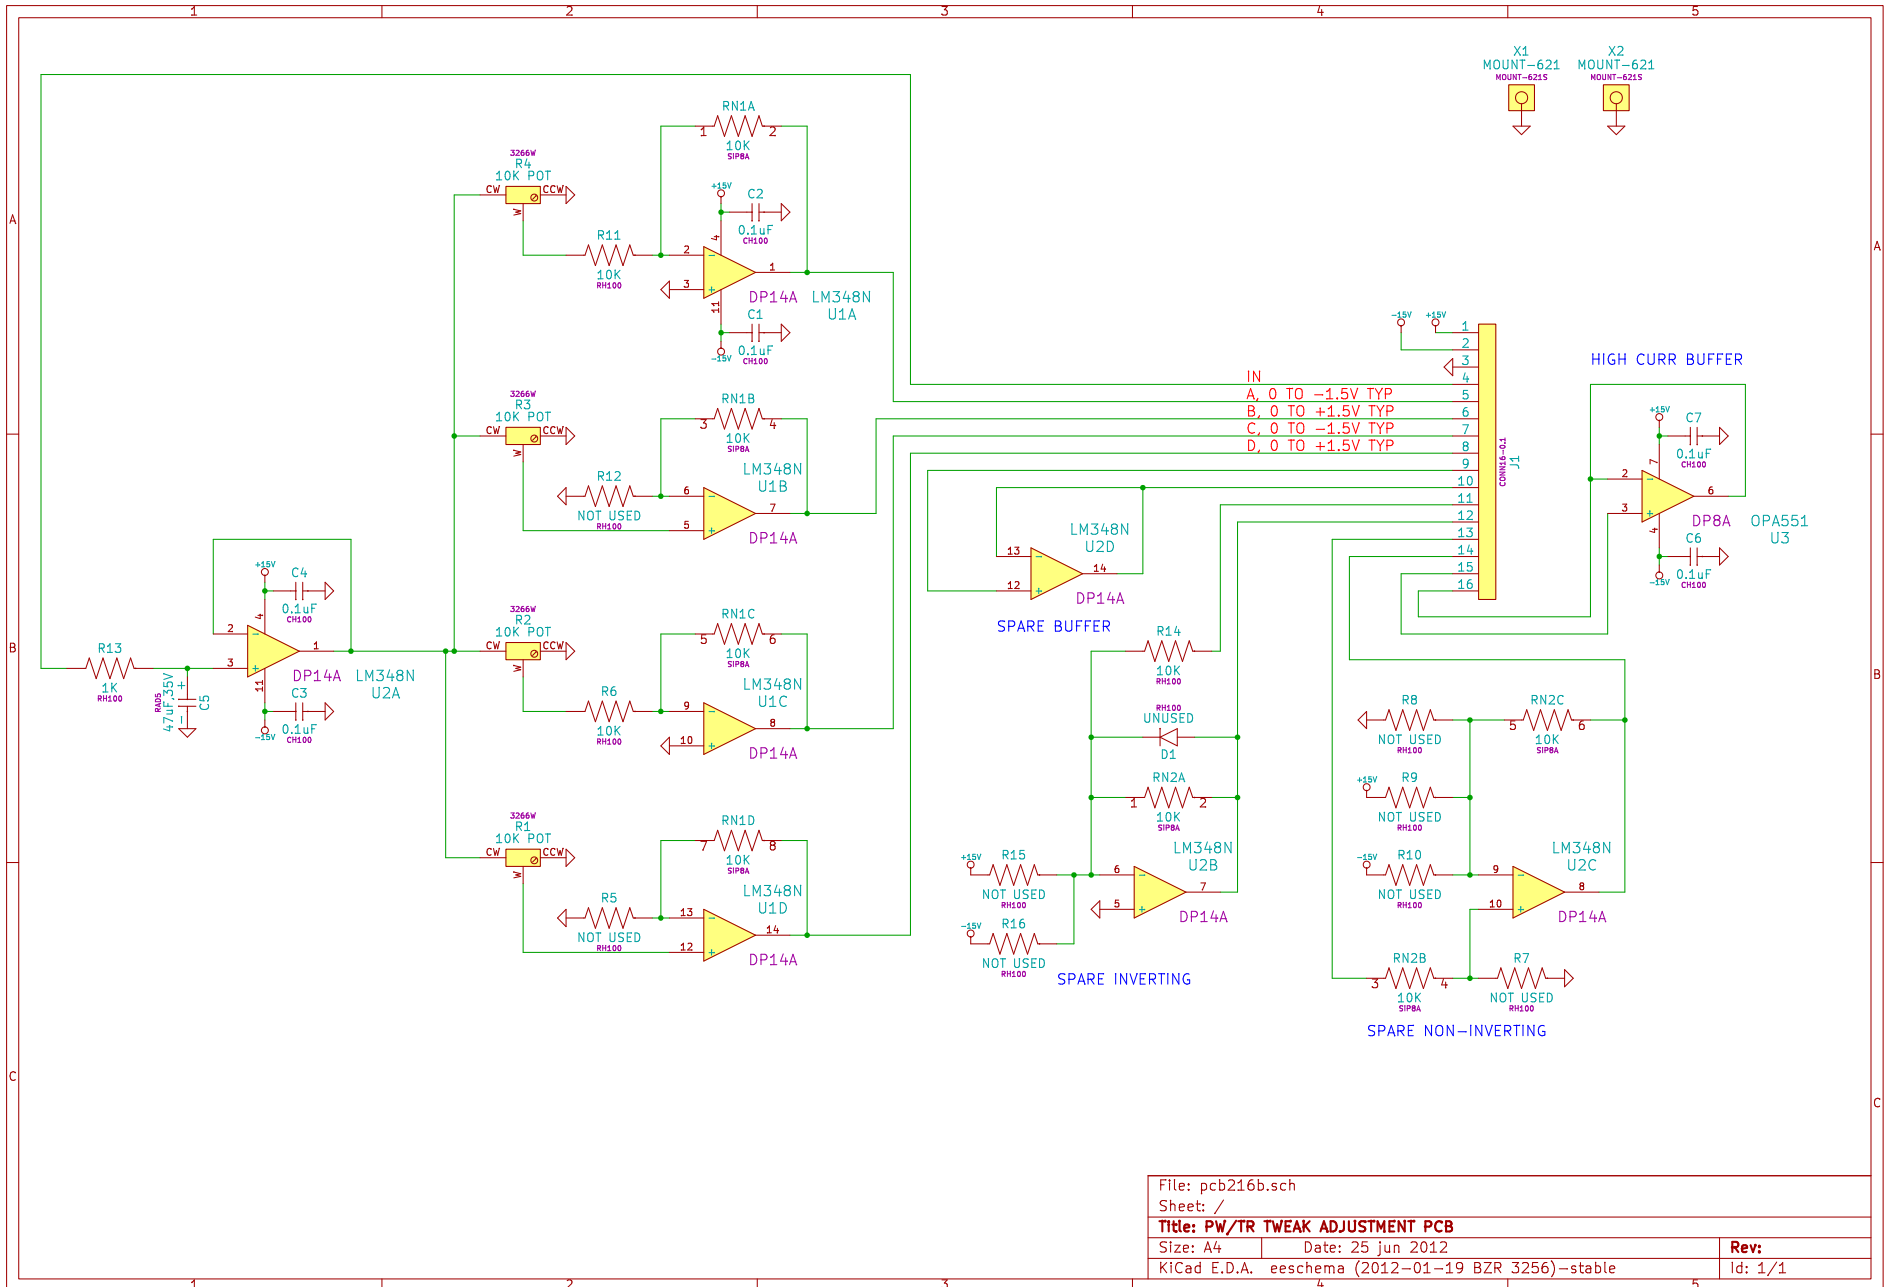 1 2 3 4 5
X1
MOUNT-621
MOUNT-621S
X2
MOUNT-621
MOUNT-621S
A
A
RN1A
1 2
10K
SIP8A
3266W
R4
10K POT
CW CCW
W
R11
10K
RH100
+15V
C2
0.1uF
CH100
4
2
3
1
11
DP14A LM348N
U1A
C1
0.1uF
CH100
-15V
3266W
R3
10K POT
CW CCW
W
RN1B
3 4
10K
SIP8A
R12
NOT USED
RH100
LM348N
U1B
6
5
7
DP14A
-15V +15V
1
2
3
4
5
6
7
8
9
10
11
12
13
14
15
16
CONN16-0.1
J1
IN
A, 0 TO -1.5V TYP
B, 0 TO +1.5V TYP
C, 0 TO -1.5V TYP
D, 0 TO +1.5V TYP
HIGH CURR BUFFER
+15V
C7
0.1uF
CH100
7
2
3
6
4
DP8A OPA551
U3
C6
0.1uF
CH100
-15V
B
B
+15V
C4
0.1uF
CH100
4
2
3
1
11
DP14A LM348N
U2A
C3
0.1uF
CH100
-15V
R13
1K
RH100
RAD5
47uF,35V
+
-
C5
3266W
R2
10K POT
CW CCW
W
RN1C
5 6
10K
SIP8A
R6
10K
RH100
LM348N
U1C
9
10
8
DP14A
3266W
R1
10K POT
CW CCW
W
RN1D
7 8
10K
SIP8A
R5
NOT USED
RH100
LM348N
U1D
13
12
14
DP14A
LM348N
U2D
13
12
14
DP14A
SPARE BUFFER
R14
10K
RH100
RH100
UNUSED
D1
RN2A
1 2
10K
SIP8A
+15V
R15
NOT USED
RH100
-15V
R16
NOT USED
RH100
LM348N
U2B
6
5
7
DP14A
SPARE INVERTING
R8
NOT USED
RH100
RN2C
5 6
10K
SIP8A
+15V
R9
NOT USED
RH100
-15V
R10
NOT USED
RH100
LM348N
U2C
9
10
8
DP14A
RN2B
3 4
10K
SIP8A
R7
NOT USED
RH100
SPARE NON-INVERTING
C
C
File: pcb216b.sch
Sheet: /
Title: PW/TR TWEAK ADJUSTMENT PCB
Size: A4 Date: 25 jun 2012 Rev:
KiCad E.D.A. eeschema (2012-01-19 BZR 3256)-stable Id: 1/1
1 2 3 4 5